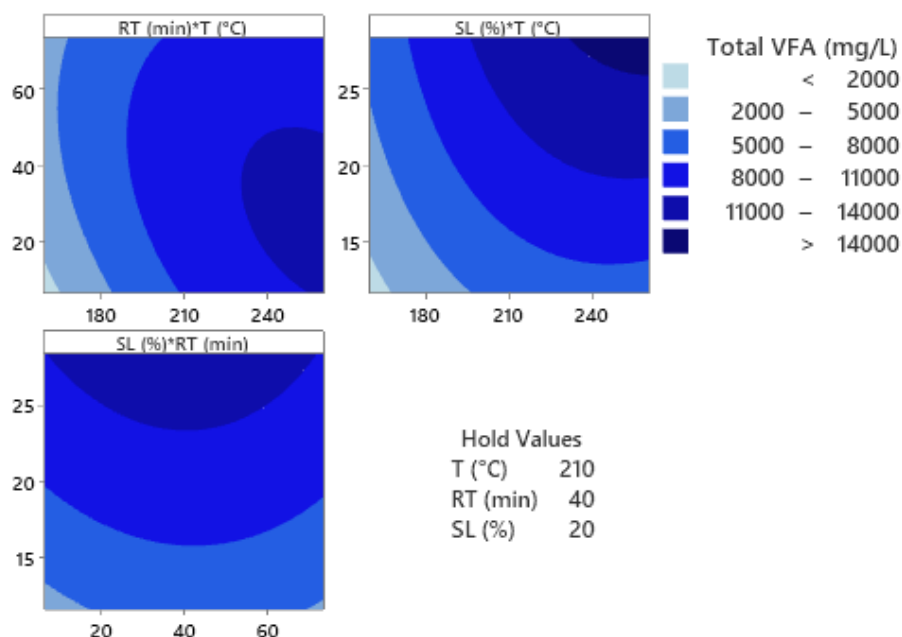 RT (min)*T (°C)
60
40
20
180 210 240
SL (%)*T (°C)
25
20
15
180 210 240
Total VFA (mg/L)
< 2000
2000 – 5000
5000 – 8000
8000 – 11000
11000 – 14000
> 14000
SL (%)*RT (min)
25
20
15
20 40 60
Hold Values
T (°C) 210
RT (min) 40
SL (%) 20